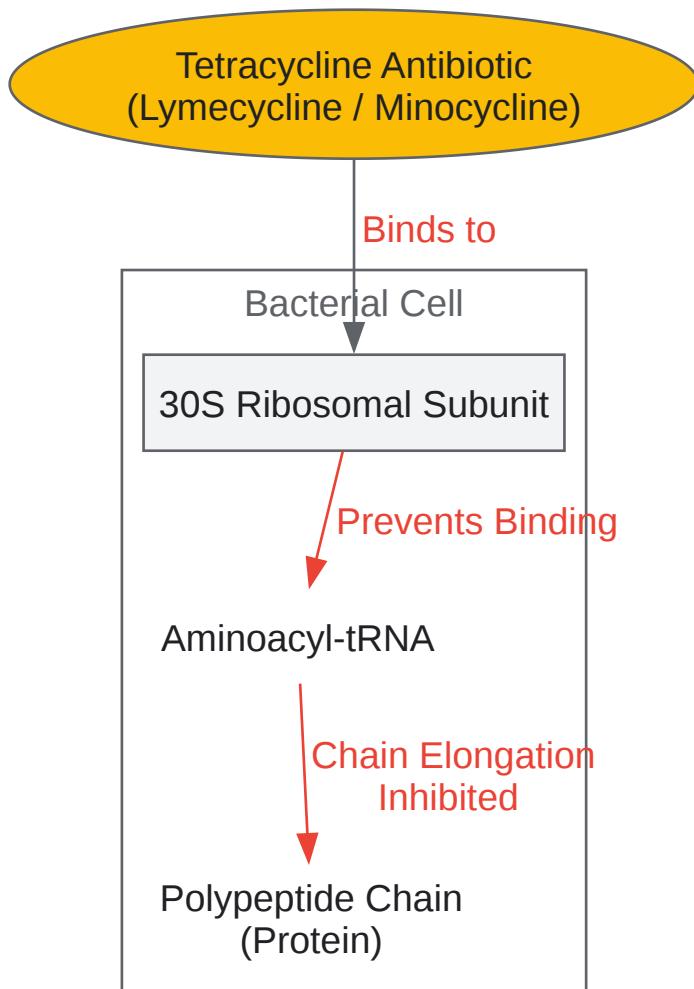 Tetracycline Antibiotic
(Lymecycline / Minocycline)
Binds to
Bacterial Cell
30S Ribosomal Subunit
Prevents Binding
Aminoacyl-tRNA
Chain Elongation
Inhibited
Polypeptide Chain
(Protein)